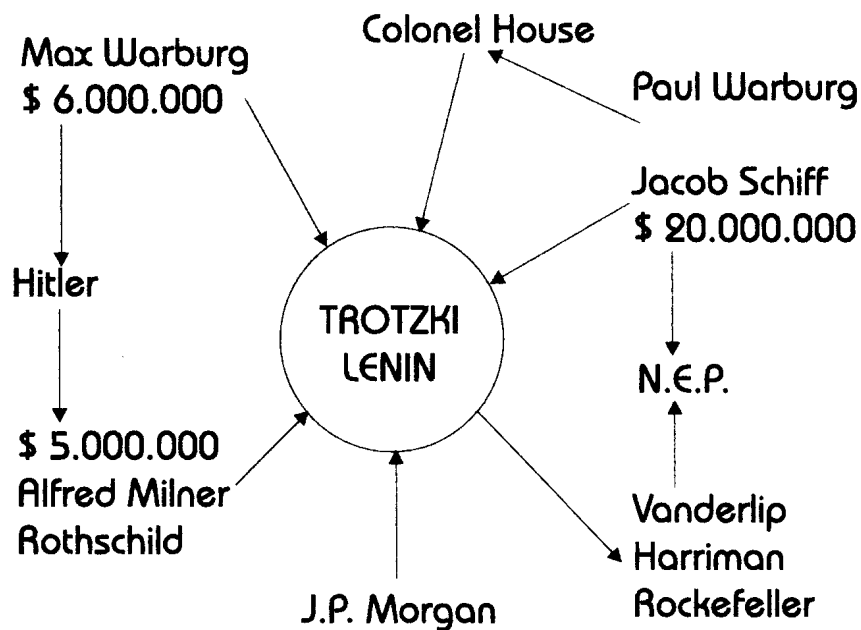 Max Warburg
$ 6.000.000
Colonel House
Paul Warburg
Jacob Schiff
$ 20.000.000
Hitler
TROTZKI
LENIN
N.E.P.
$ 5.000.000
Alfred Milner
Rothschild
J.P. Morgan
Vanderlip
Harriman
Rockefeller